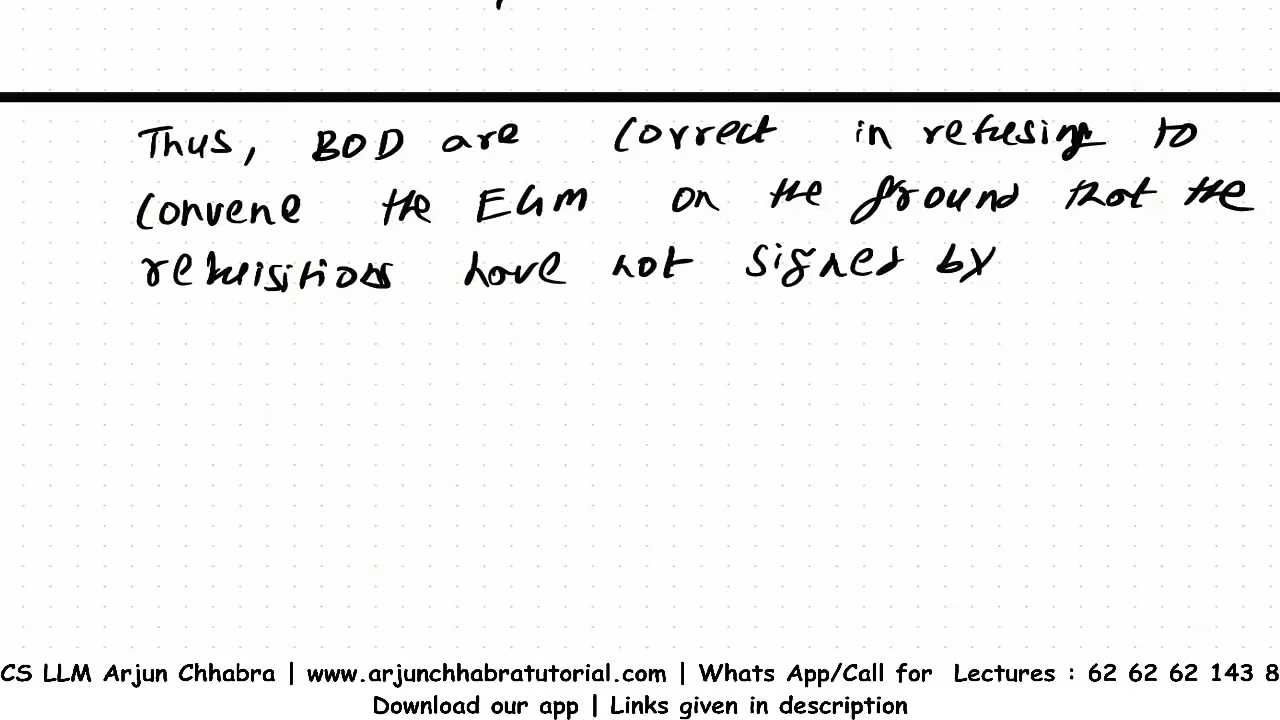 Thus, BOD are correct in refusing to
convene the EGM on the ground that the
requisitions have not signed by
CS LLM Arjun Chhabra | www.arjunchhabratutorial.com | Whats App/Call for Lectures : 62 62 62 143 8
Download our app | Links given in description